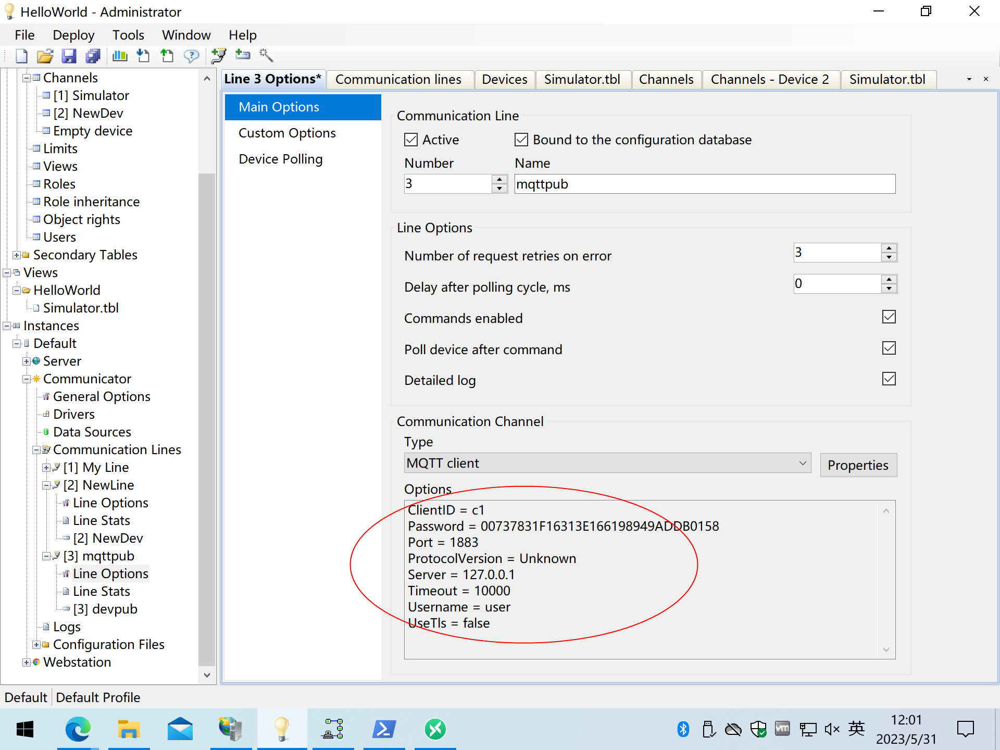 HelloWorld - Administrator
File Deploy Tools Window Help
Channels
[1] Simulator
[2] NewDev
Empty device
Limits
Views
Roles
Role inheritance
Object rights
Users
Secondary Tables
Views
HelloWorld
Simulator.tbl
Instances
Default
Server
Communicator
General Options
Drivers
Data Sources
Communication Lines
[1] My Line
[2] NewLine
Line Options
Line Stats
[2] NewDev
[3] mqttpub
Line Options
Line Stats
[3] devpub
Logs
Configuration Files
Webstation
Line 3 Options* Communication lines Devices Simulator.tbl Channels Channels - Device 2 Simulator.tbl
Main Options
Custom Options
Device Polling
Communication Line
Active Bound to the configuration database
Number Name
3 mqttpub
Line Options
Number of request retries on error 3
Delay after polling cycle, ms 0
Commands enabled
Poll device after command
Detailed log
Communication Channel
Type
MQTT client Properties
Options
ClientID = c1
Password = 00737831F16313E166198949ADDB0158
Port = 1883
ProtocolVersion = Unknown
Server = 127.0.0.1
Timeout = 10000
Username = user
UseTls = false
Default Default Profile
英 12:01
2023/5/31